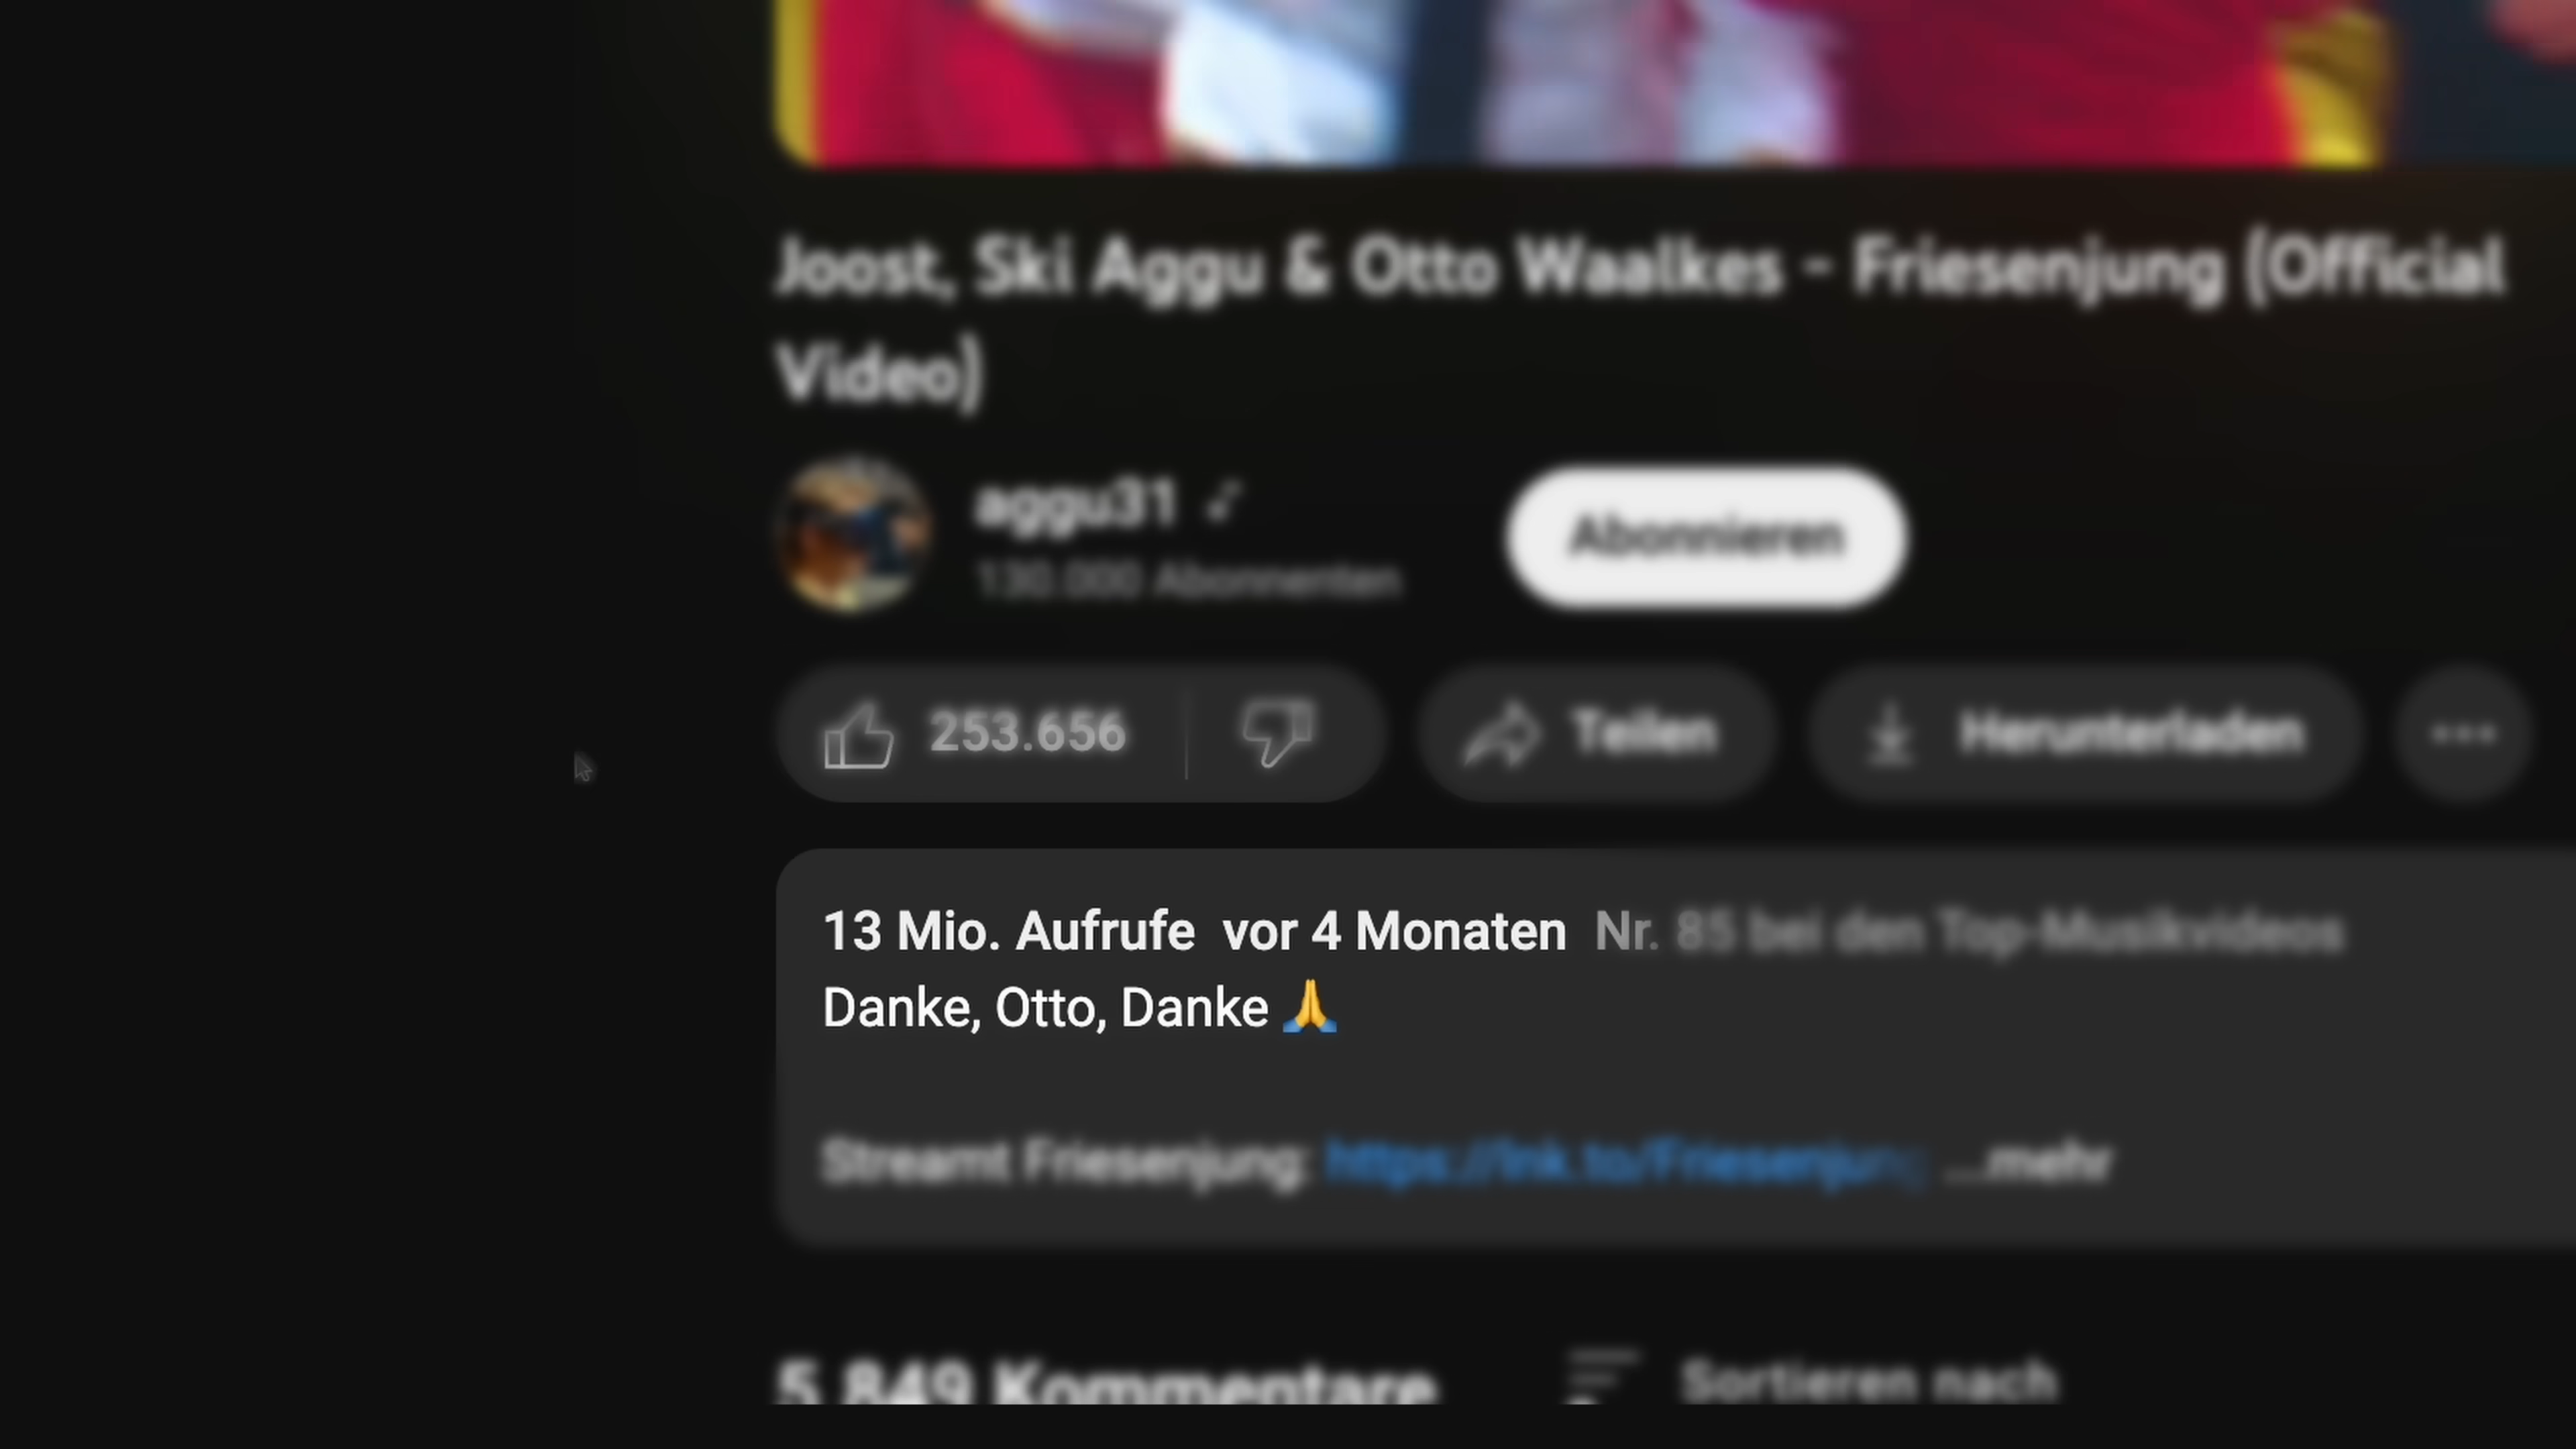 Joost, Ski Aggu & Otto Waalkes - Friesenjung (Official
Video)
aggu31
130.000 Abonnenten
Abonnieren
253.656
Teilen
Herunterladen
13 Mio. Aufrufe vor 4 Monaten Nr. 85 bei den Top-Musikvideos
Danke, Otto, Danke 🙏
Streamt Friesenjung: https://lnk.to/Friesenjung ...mehr
5.849 Kommentare
Sortieren nach